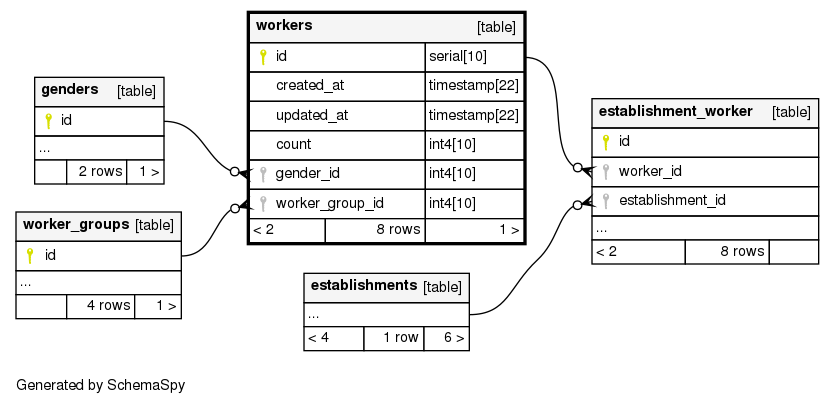 workers [table]
id serial[10]
created_at timestamp[22]
updated_at timestamp[22]
count int4[10]
gender_id int4[10]
worker_group_id int4[10]
< 2 8 rows 1 >
genders [table]
id
...
2 rows 1 >
worker_groups [table]
id
...
4 rows 1 >
establishment_worker [table]
id
worker_id
establishment_id
...
< 2 8 rows
establishments [table]
...
< 4 1 row 6 >
Generated by SchemaSpy